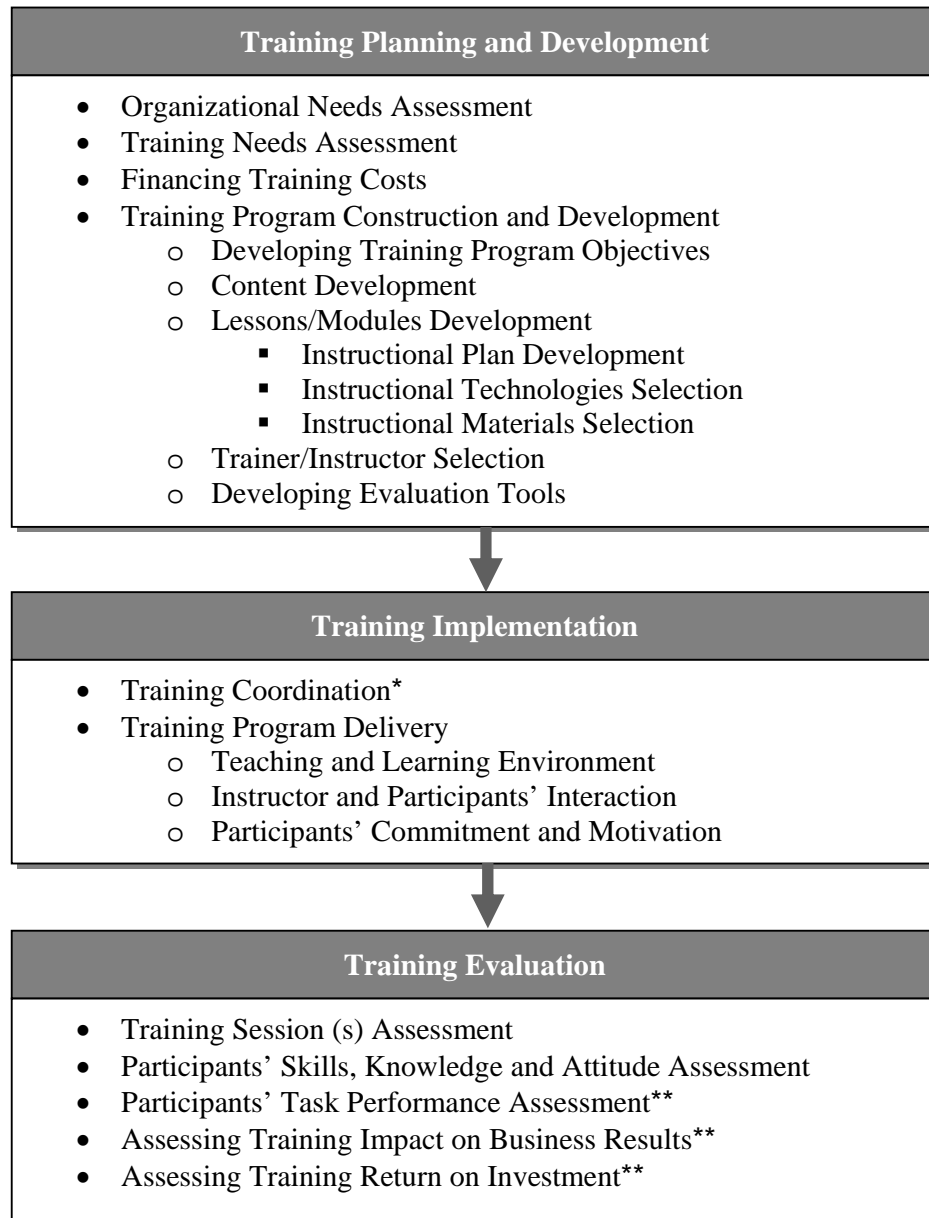 Training Planning and Development
• Organizational Needs Assessment
• Training Needs Assessment
• Financing Training Costs
• Training Program Construction and Development
o Developing Training Program Objectives
o Content Development
o Lessons/Modules Development
▪ Instructional Plan Development
▪ Instructional Technologies Selection
▪ Instructional Materials Selection
o Trainer/Instructor Selection
o Developing Evaluation Tools
Training Implementation
• Training Coordination*
• Training Program Delivery
o Teaching and Learning Environment
o Instructor and Participants’ Interaction
o Participants’ Commitment and Motivation
Training Evaluation
• Training Session (s) Assessment
• Participants’ Skills, Knowledge and Attitude Assessment
• Participants’ Task Performance Assessment**
• Assessing Training Impact on Business Results**
• Assessing Training Return on Investment**